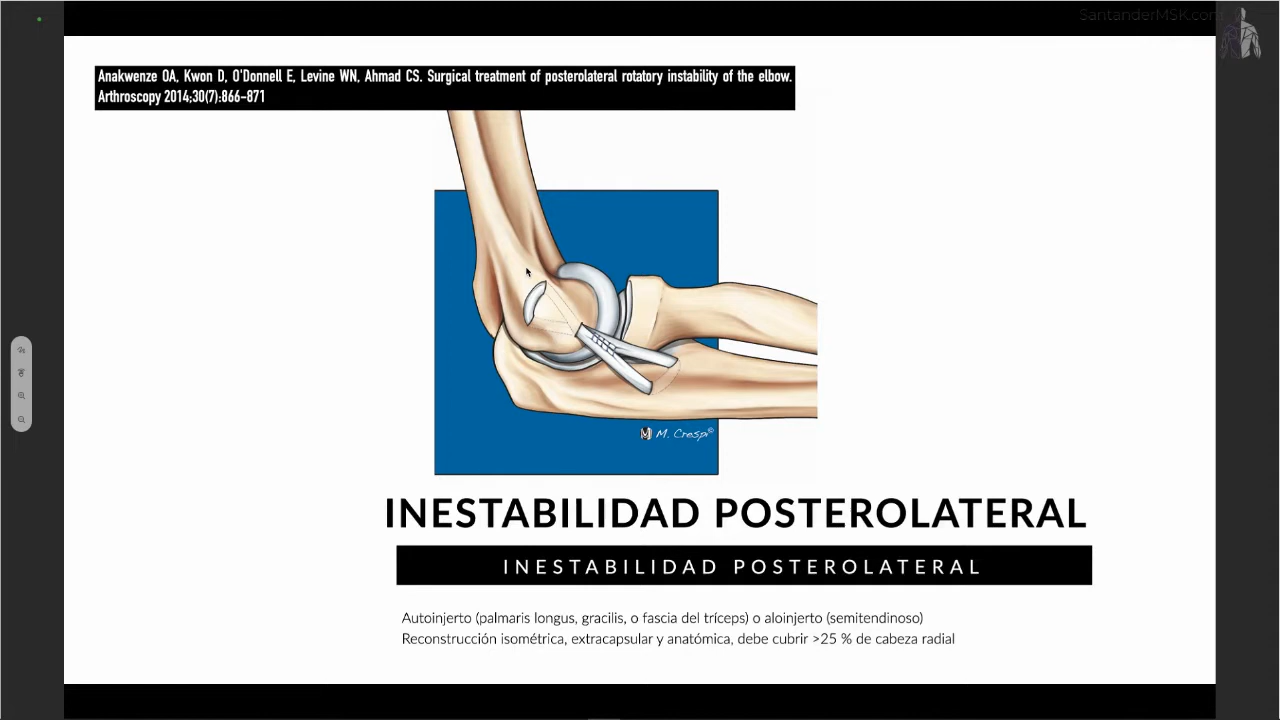 SantanderMSK.com
Anakwenze OA, Kwon D, O'Donnell E, Levine WN, Ahmad CS. Surgical treatment of posterolateral rotatory instability of the elbow.
Arthroscopy 2014;30(7):866-871
M M. Crespi©
INESTABILIDAD POSTEROLATERAL
INESTABILIDAD POSTEROLATERAL
Autoinjerto (palmaris longus, gracilis, o fascia del tríceps) o aloinjerto (semitendinoso)
Reconstrucción isométrica, extracapsular y anatómica, debe cubrir >25 % de cabeza radial